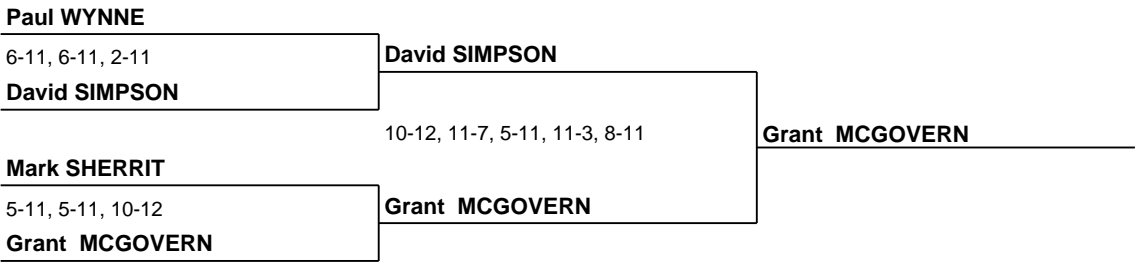 Paul WYNNE
6-11, 6-11, 2-11
David SIMPSON
David SIMPSON
10-12, 11-7, 5-11, 11-3, 8-11
Grant MCGOVERN
Mark SHERRIT
5-11, 5-11, 10-12
Grant MCGOVERN
Grant MCGOVERN